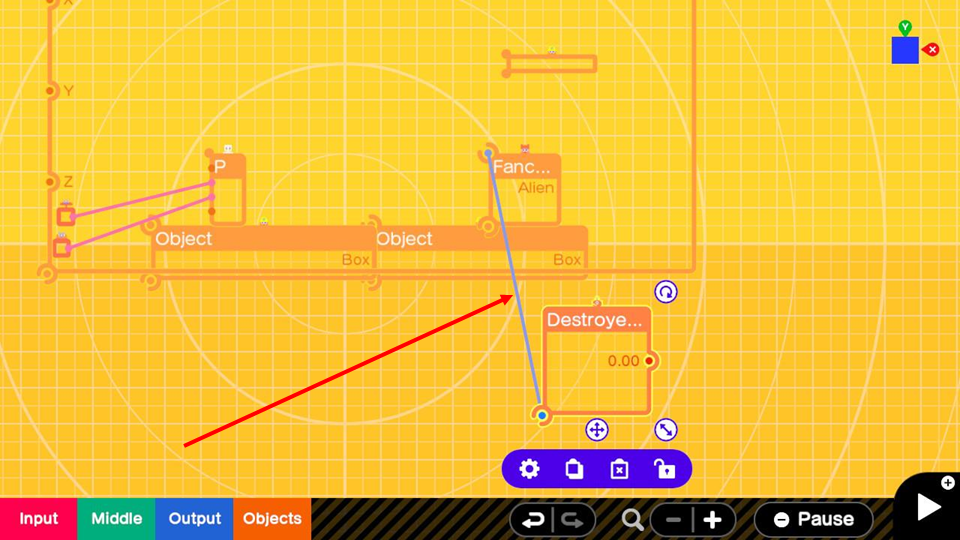 X
Y
X
Y
Z
P
Fanc...
Alien
Object
Object
Box
Box
Destroye...
0.00
Input
Middle
Output
Objects
Pause